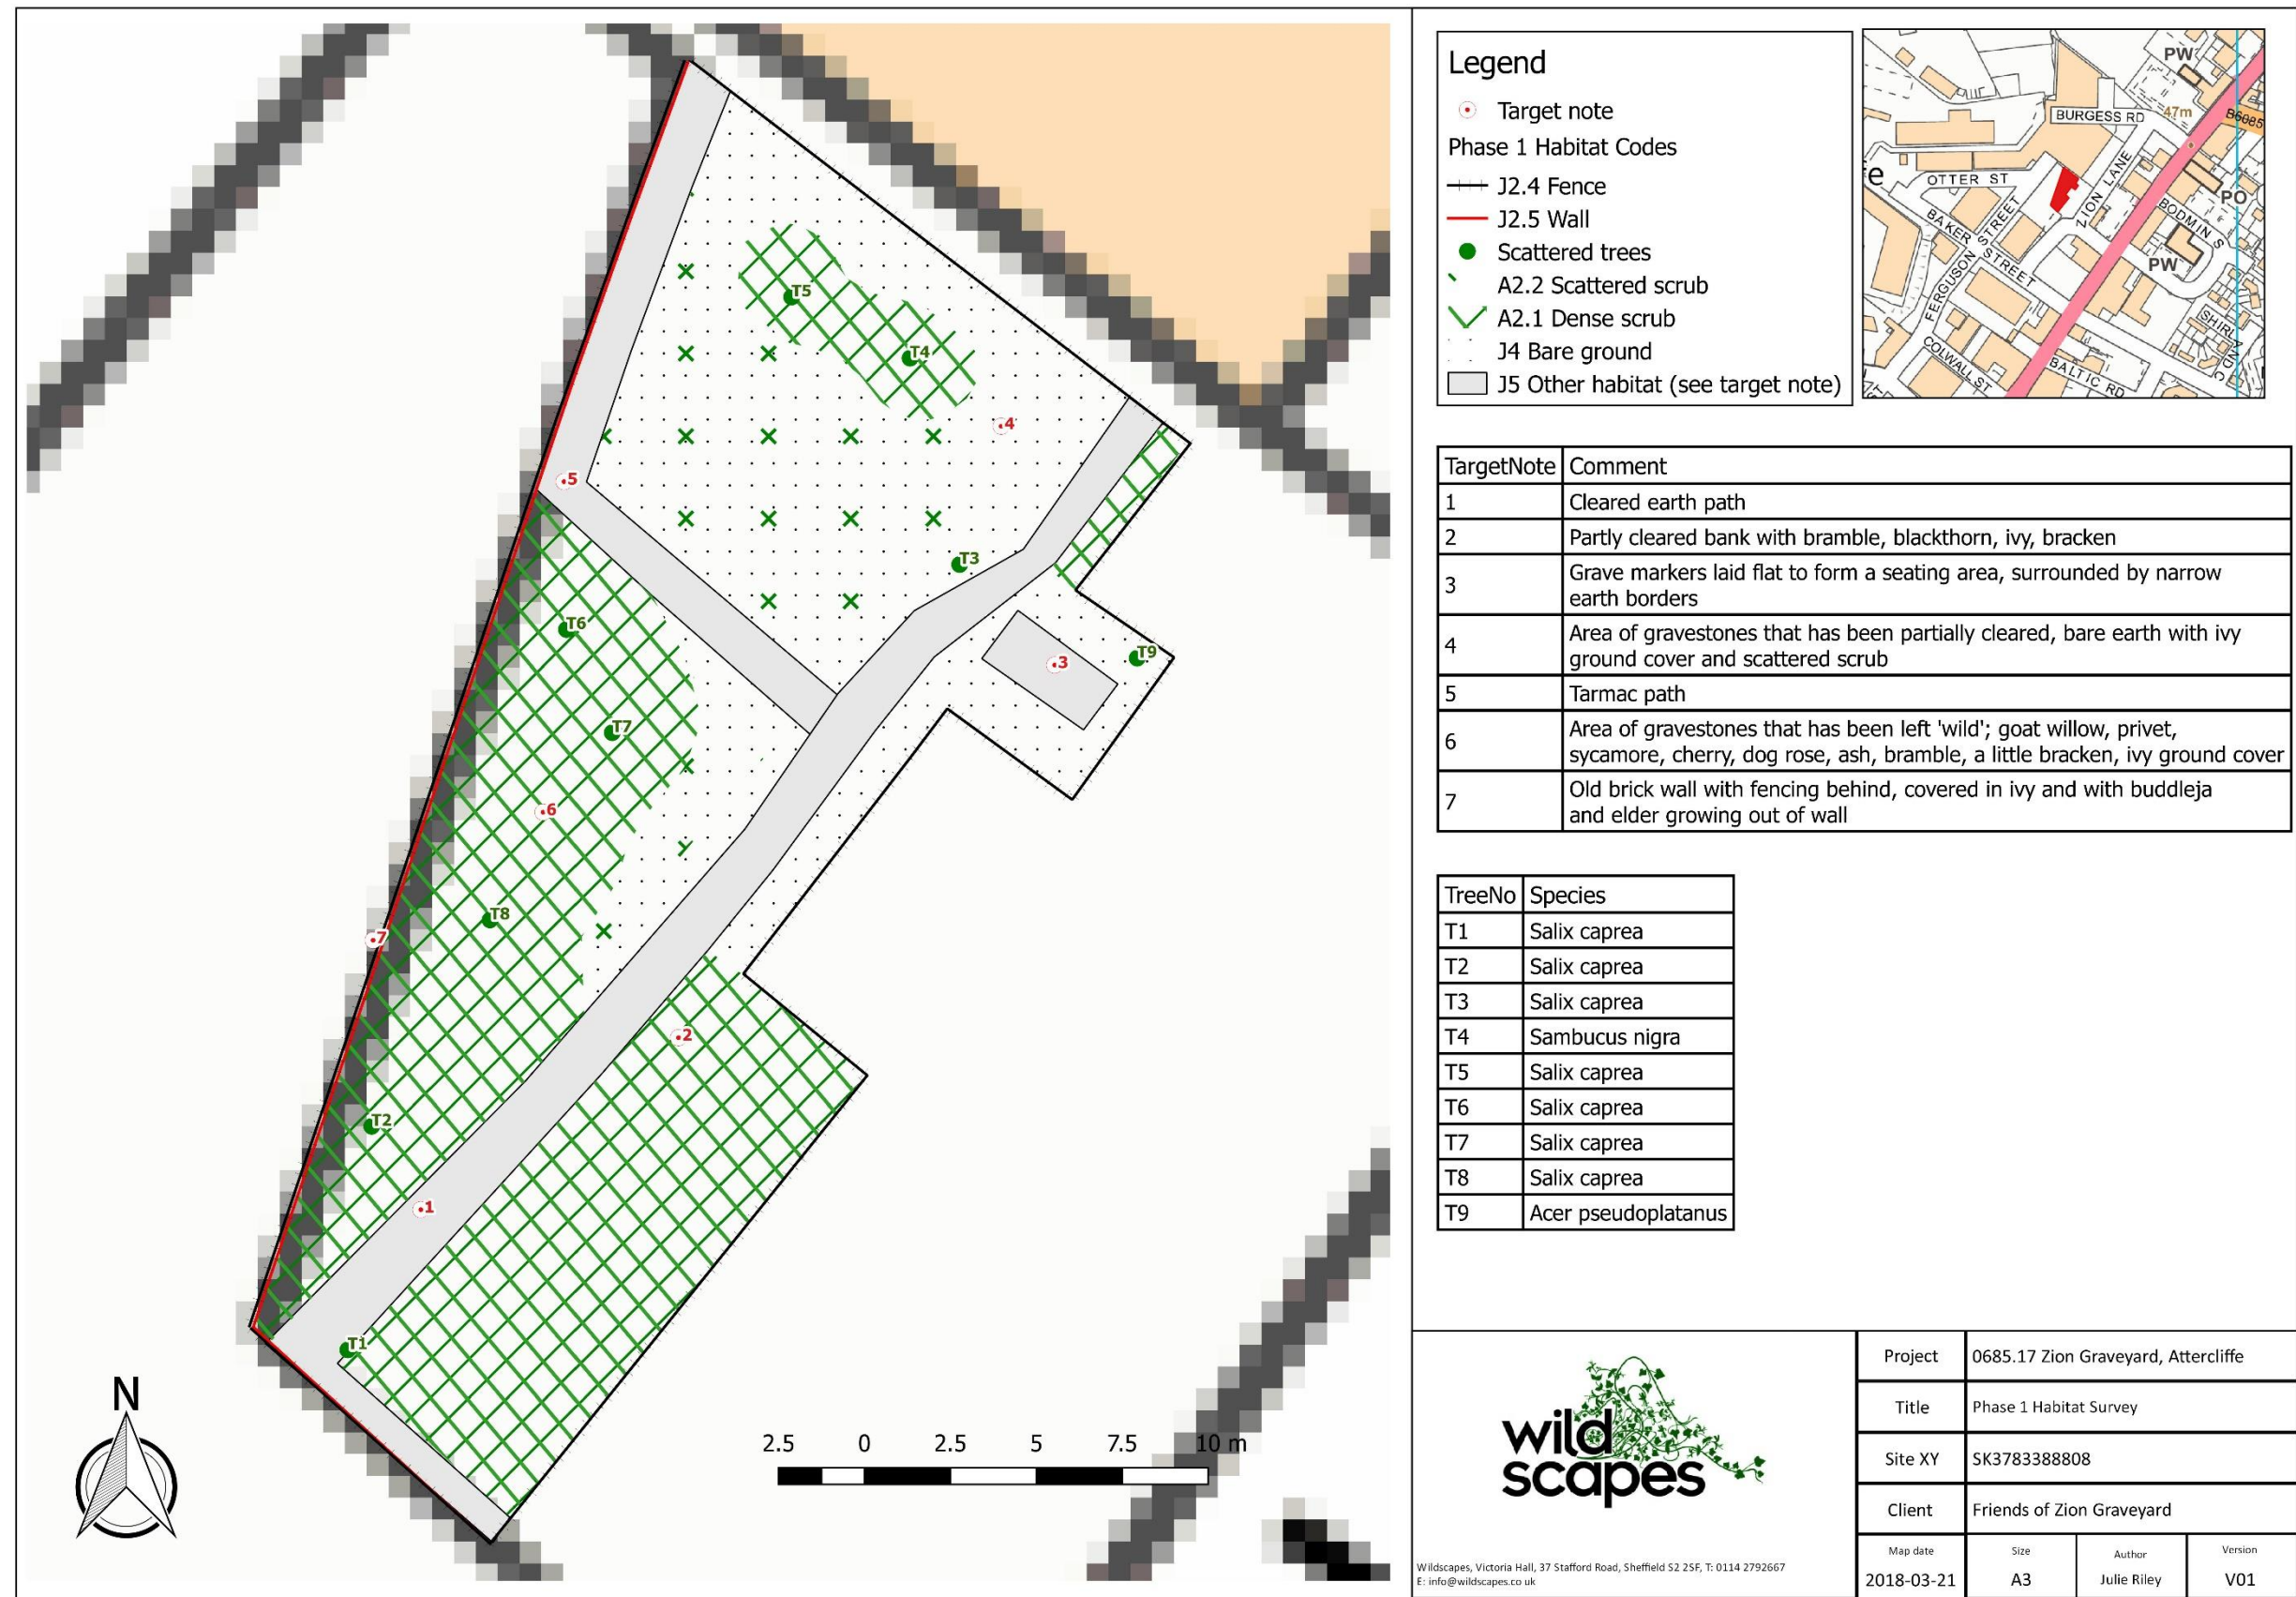 T5
T4
4
5
T3
T6
T9
3
T7
6
T8
7
2
T2
1
T1
N
2.5 0 2.5 5 7.5 10 m
Legend
Target note
Phase 1 Habitat Codes
J2.4 Fence
J2.5 Wall
Scattered trees
A2.2 Scattered scrub
A2.1 Dense scrub
J4 Bare ground
J5 Other habitat (see target note)
PW
BURGESS RD
47m
B6085
e
OTTER ST
ZION LANE
PO
BAKER STREET
FERGUSON STREET
BODMIN S
PW
COLWALL ST
BALTIC RD
SHIRLAND C
TargetNote Comment
1 Cleared earth path
2 Partly cleared bank with bramble, blackthorn, ivy, bracken
3 Grave markers laid flat to form a seating area, surrounded by narrow
earth borders
4 Area of gravestones that has been partially cleared, bare earth with ivy
ground cover and scattered scrub
5 Tarmac path
6 Area of gravestones that has been left 'wild'; goat willow, privet,
sycamore, cherry, dog rose, ash, bramble, a little bracken, ivy ground cover
7 Old brick wall with fencing behind, covered in ivy and with buddleja
and elder growing out of wall
TreeNo Species
T1 Salix caprea
T2 Salix caprea
T3 Salix caprea
T4 Sambucus nigra
T5 Salix caprea
T6 Salix caprea
T7 Salix caprea
T8 Salix caprea
T9 Acer pseudoplatanus
wild
scapes
Wildscapes, Victoria Hall, 37 Stafford Road, Sheffield S2 2SF, T: 0114 2792667
E: info@wildscapes.co uk
Project 0685.17 Zion Graveyard, Attercliffe
Title Phase 1 Habitat Survey
Site XY SK3783388808
Client Friends of Zion Graveyard
Map date Size Author Version
2018-03-21 A3 Julie Riley V01